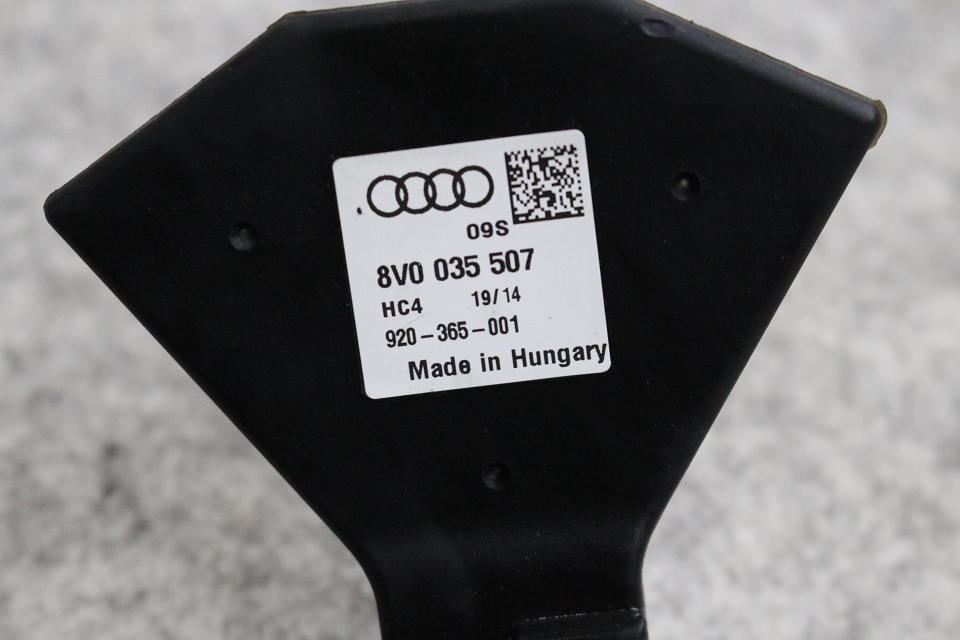 09S
8V0 035 507
HC4 19/14
920-365-001
Made in Hungary